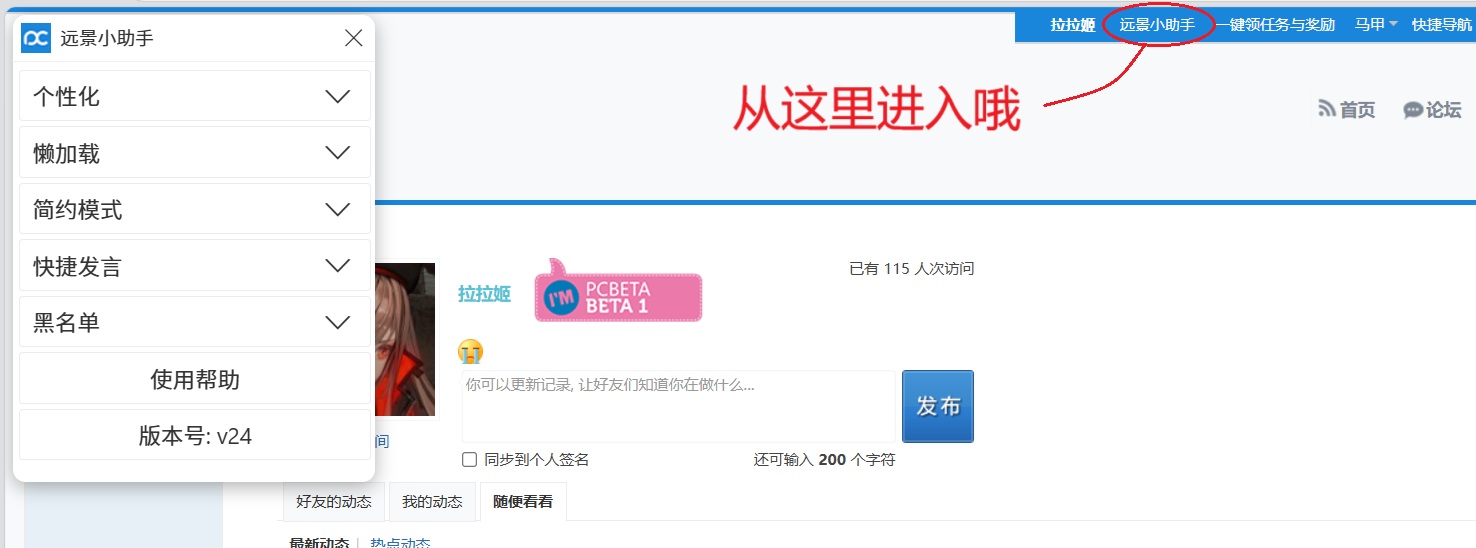 远景小助手
个性化
懒加载
简约模式
快捷发言
黑名单
使用帮助
版本号: v24
拉拉姬 远景小助手 一键领任务与奖励 马甲 快捷导航
从这里进入哦
首页 论坛
已有 115 人次访问
拉拉姬
I'M PCBETA
BETA 1
你可以更新记录, 让好友们知道你在做什么...
发布
间
同步到个人签名 还可输入 200 个字符
好友的动态 我的动态 随便看看
最新动态 热点动态